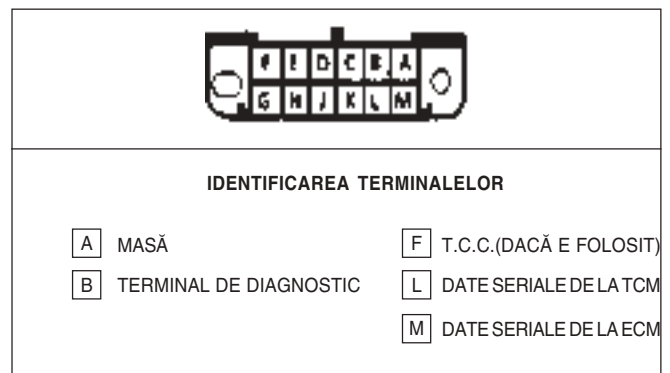 F E D C B A
G H J K L M
IDENTIFICAREA TERMINALELOR
A MASĂ
F T.C.C.(DACĂ E FOLOSIT)
B TERMINAL DE DIAGNOSTIC
L DATE SERIALE DE LA TCM
M DATE SERIALE DE LA ECM